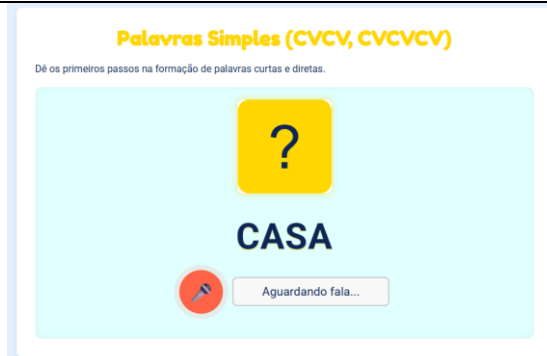 Palavras Simples (CVCV, CVCVCV)
Dê os primeiros passos na formação de palavras curtas e diretas.
?
CASA
Aguardando fala...